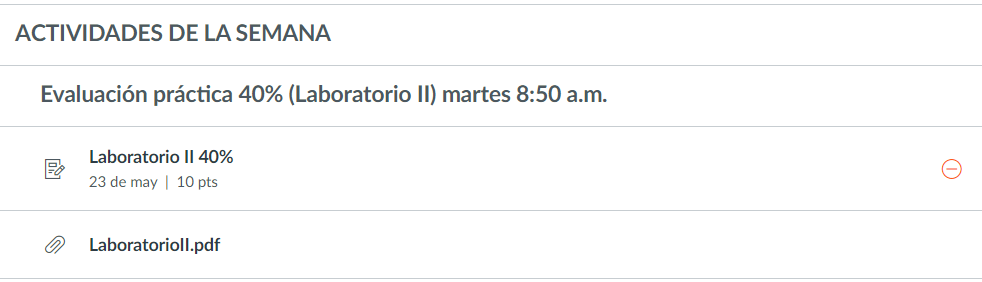 ACTIVIDADES DE LA SEMANA
Evaluación práctica 40% (Laboratorio II) martes 8:50 a.m.
Laboratorio II 40%
23 de may | 10 pts
LaboratorioII.pdf